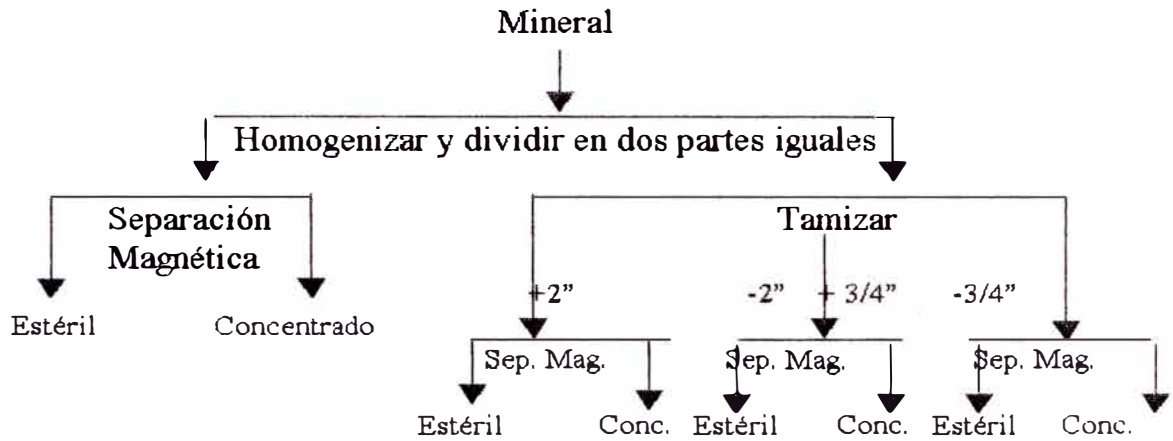 Mineral
Homogenizar y dividir en dos partes iguales
Separación
Magnética
Tamizar
+2” -2” + 3/4” -3/4”
Estéril Concentrado
Sep. Mag. Sep. Mag. Sep. Mag.
Estéril Conc. Estéril Conc. Estéril Conc.